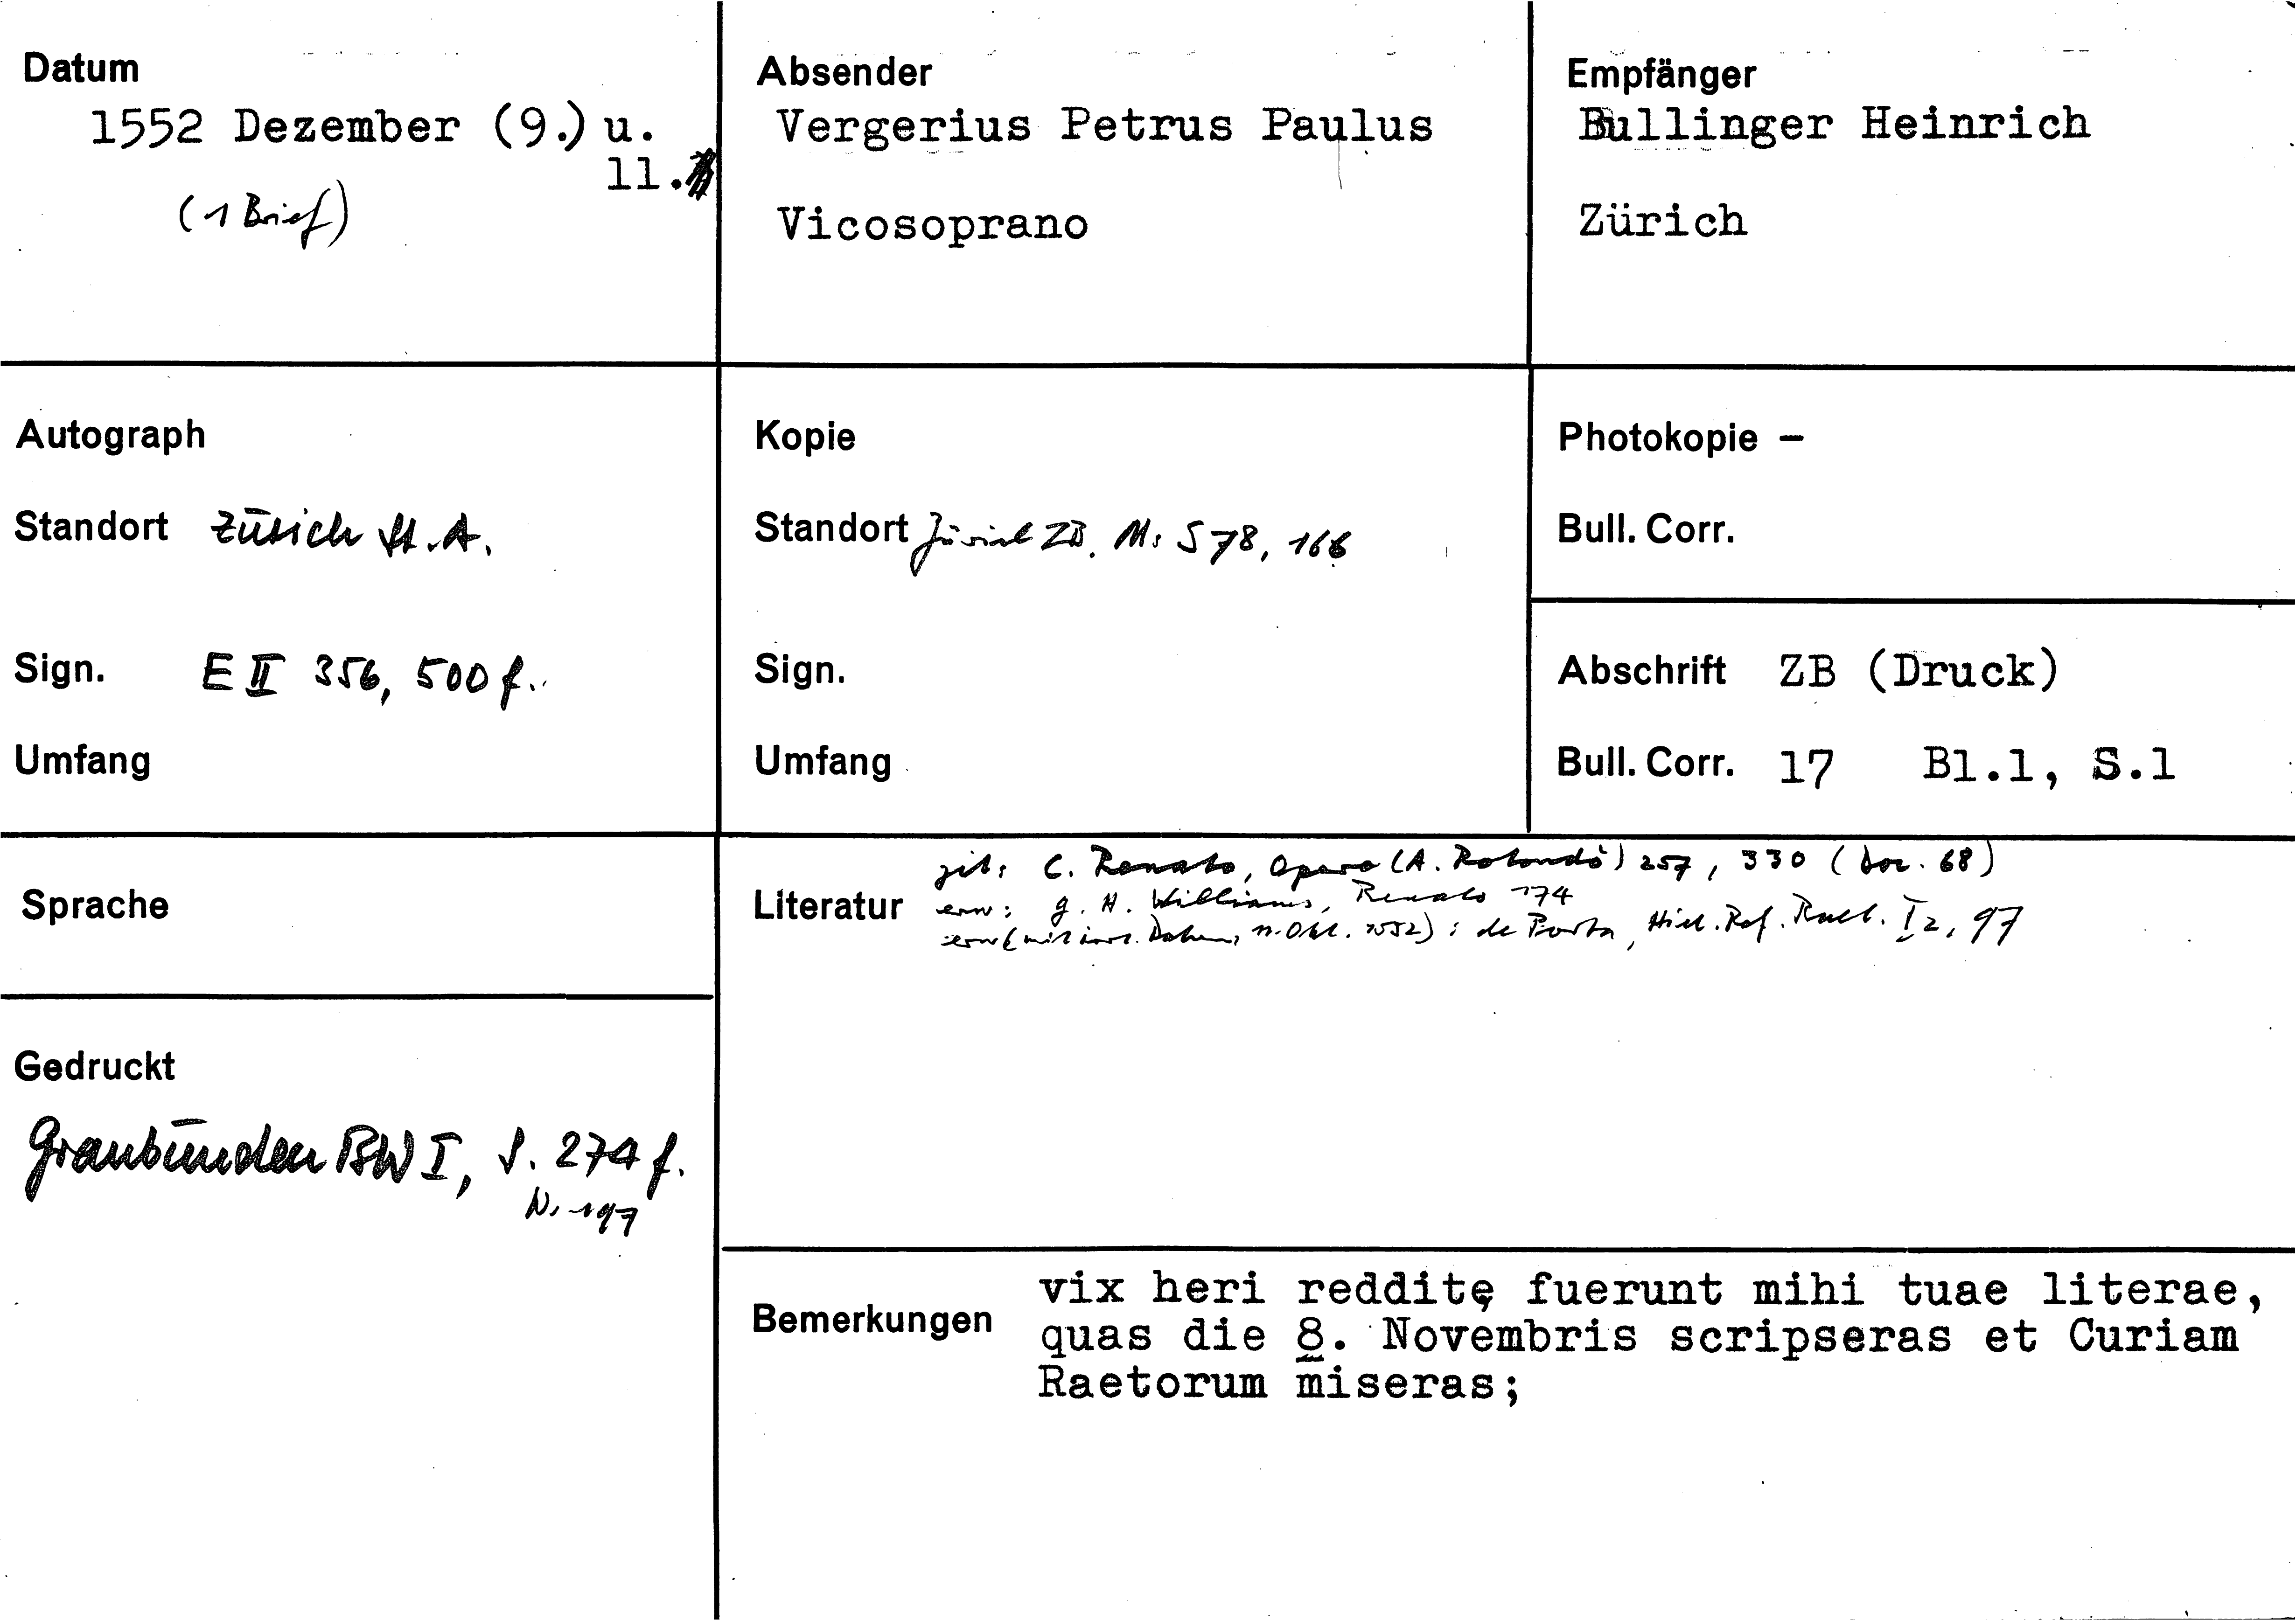 Datum
1552 Dezember (9.) u.
11.
(1 Brief)
Absender
Vergerius Petrus Paulus
Vicosoprano
Empfänger
Bullinger Heinrich
Zürich
Autograph
Standort Zürich St.A.
Sign. E II 356, 500 f.
Umfang
Kopie
Standort Zürich ZB, Ms S 78, 166
Sign.
Umfang
Photokopie –
Bull. Corr.
Abschrift ZB (Druck)
Bull. Corr. 17 Bl.1, S.1
Sprache
Gedruckt
Graubünden BW I, S. 274 f.
Nr. 197
Literatur
zit: C. Renato, Opere (A. Rotondò) 257, 330 (Doc. 68)
erw: G. H. Williams, Renato 174
erw (mit irrt. Datum, 11. Okt. 1552): de Porta, Hist. Ref. Raet. I 2, 97
Bemerkungen
vix heri redditę fuerunt mihi tuae literae,
quas die 8. Novembris scripseras et Curiam
Raetorum miseras;